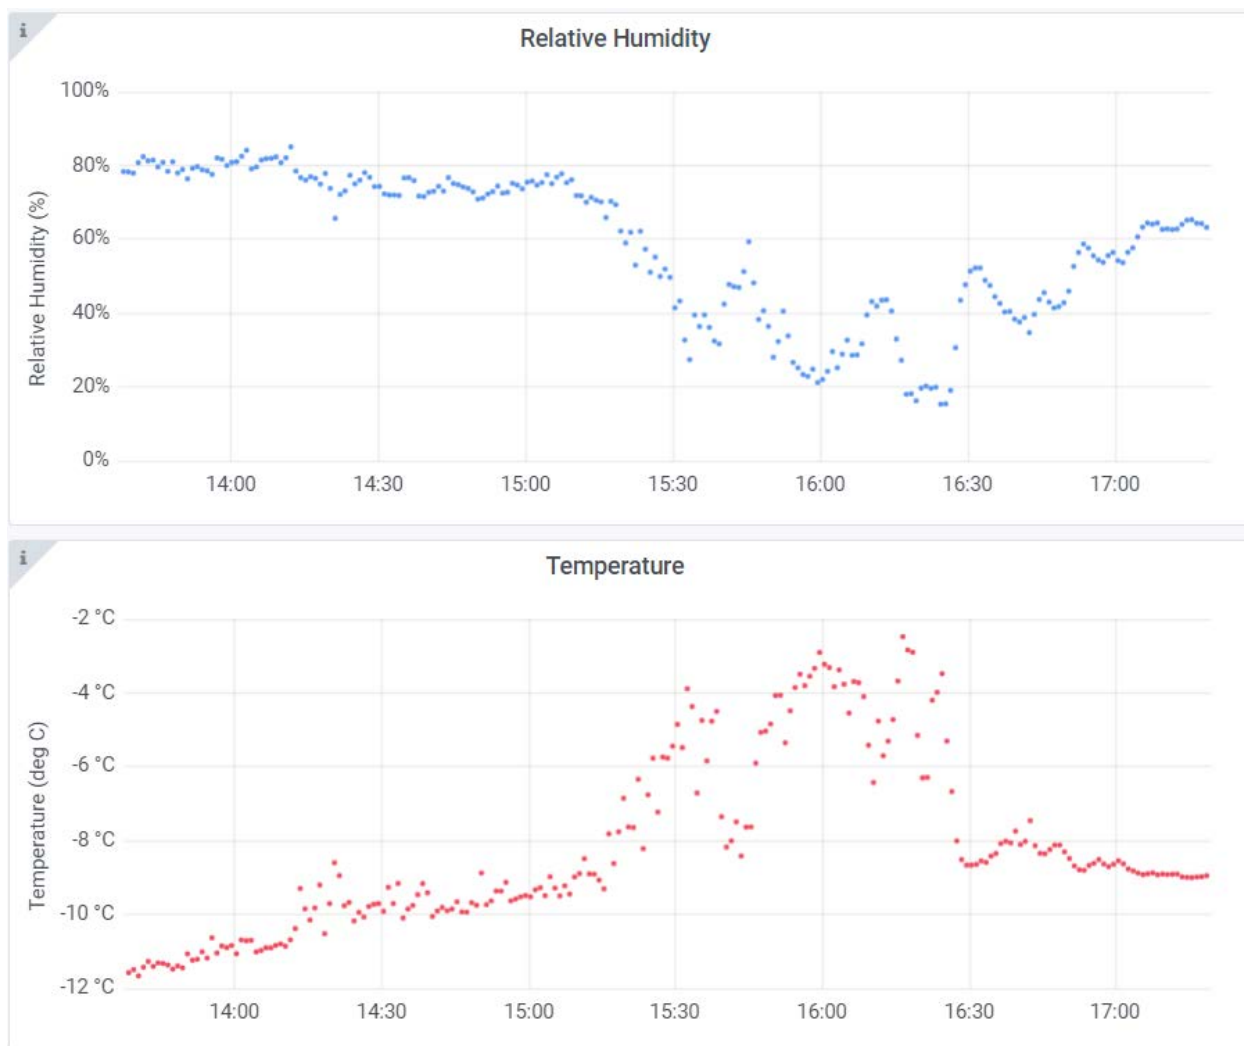 i
Relative Humidity
Relative Humidity (%)
100%
80%
60%
40%
20%
0%
14:00 14:30 15:00 15:30 16:00 16:30 17:00
i
Temperature
Temperature (deg C)
-2 °C
-4 °C
-6 °C
-8 °C
-10 °C
-12 °C
14:00 14:30 15:00 15:30 16:00 16:30 17:00